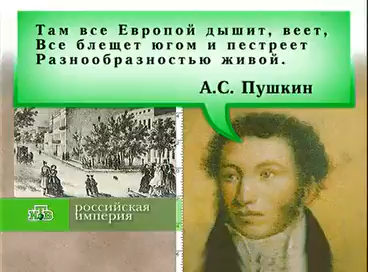 Там все Европой дышит, веет,
Все блещет югом и пестреет
Разнообразностью живой.
А.С. Пушкин
НТВ
российская
империя